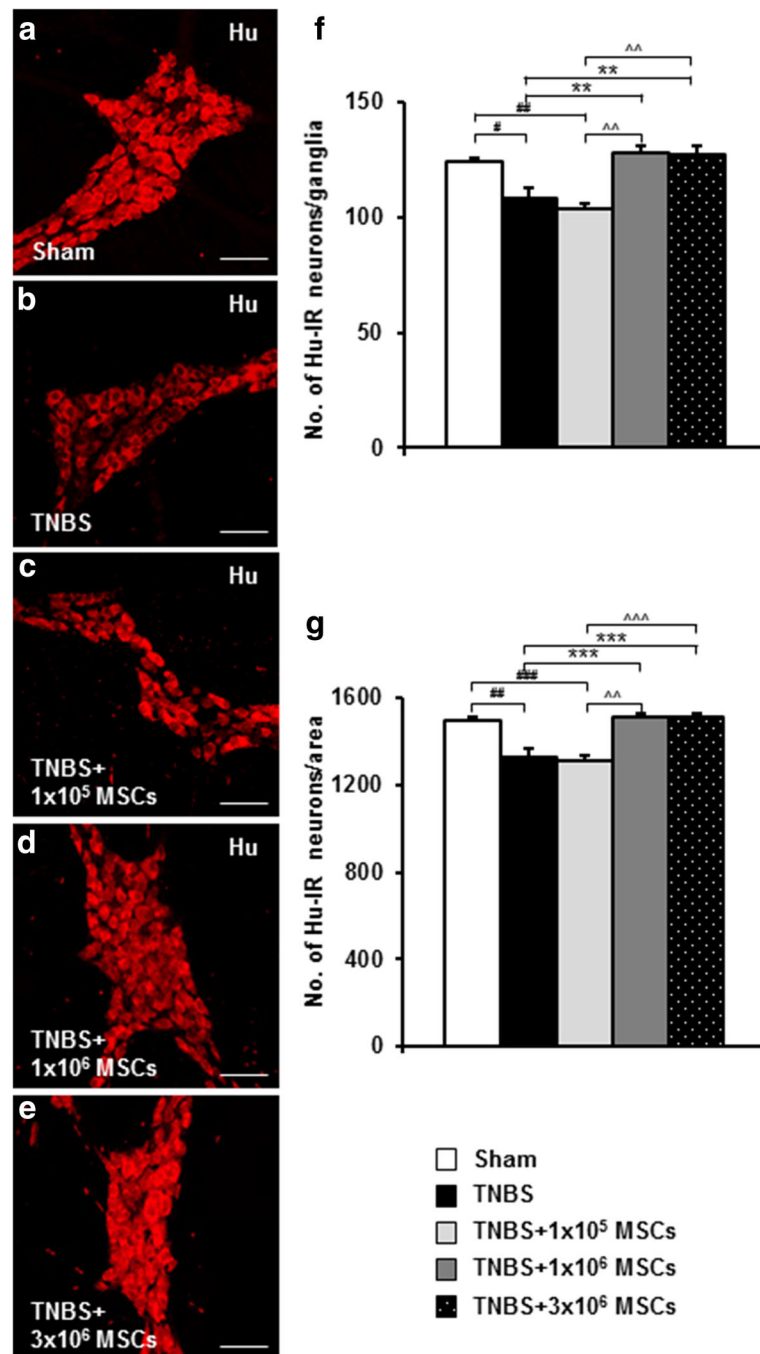 a
Hu
Sham
b
Hu
TNBS
c
Hu
TNBS+
1x10⁵ MSCs
d
Hu
TNBS+
1x10⁶ MSCs
e
TNBS+
3x10⁶ MSCs
f
^^
**
**
##
#
^^
150
100
50
0
No. of Hu-IR neurons/ganglia
g
^^^
***
***
###
##
^^
1600
1200
800
400
0
No. of Hu-IR neurons/area
Sham
TNBS
TNBS+1x10⁵ MSCs
TNBS+1x10⁶ MSCs
TNBS+3x10⁶ MSCs